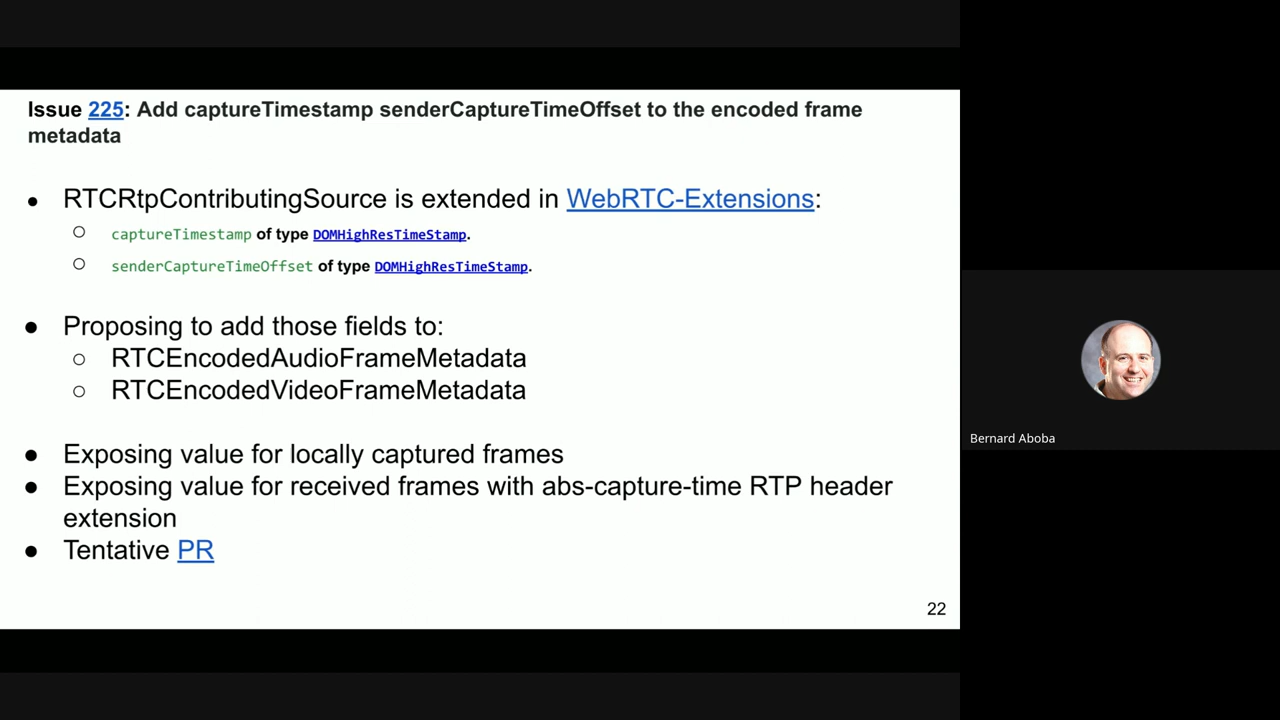 Issue 225: Add captureTimestamp senderCaptureTimeOffset to the encoded frame
metadata
● RTCRtpContributingSource is extended in WebRTC-Extensions:
○ captureTimestamp of type DOMHighResTimeStamp.
○ senderCaptureTimeOffset of type DOMHighResTimeStamp.
● Proposing to add those fields to:
○ RTCEncodedAudioFrameMetadata
○ RTCEncodedVideoFrameMetadata
● Exposing value for locally captured frames
● Exposing value for received frames with abs-capture-time RTP header
extension
● Tentative PR
22
Bernard Aboba